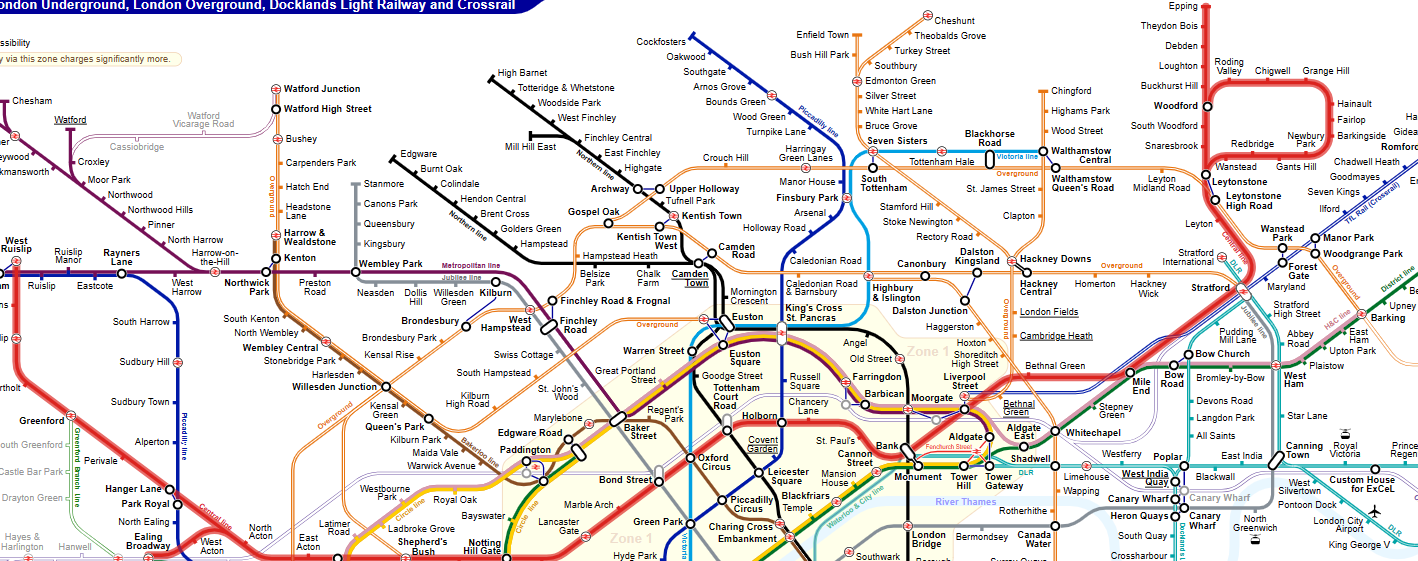 ondon Underground, London Overground, Docklands Light Railway and Crossrail
ssibility
y via this zone charges significantly more.
Chesham
Watford
Watford
Vicarage Road
Cassiobridge
Croxley
Moor Park
Northwood
Northwood Hills
Pinner
North Harrow
Harrow-on-
the-Hill
West
Ruislip
Ruislip
Manor
Ruislip
Eastcote
Rayners
Lane
West
Harrow
Northwick
Park
Preston
Road
Wembley Park
Watford Junction
Watford High Street
Bushey
Carpenders Park
Hatch End
Headstone
Lane
Harrow &
Wealdstone
Kenton
Overground
Stanmore
Canons Park
Queensbury
Kingsbury
Neasden
Dollis
Hill
Willesden
Green
Kilburn
Metropolitan line
Jubilee line
High Barnet
Totteridge & Whetstone
Woodside Park
West Finchley
Mill Hill East
Finchley Central
East Finchley
Highgate
Northern line
Archway
Upper Holloway
Tufnell Park
Kentish Town
Gospel Oak
Kentish Town
West
Camden
Road
Camden
Town
Edgware
Burnt Oak
Colindale
Hendon Central
Brent Cross
Golders Green
Hampstead
Northern line
Hampstead Heath
Belsize
Park
Chalk
Farm
Mornington
Crescent
Cockfosters
Oakwood
Southgate
Arnos Grove
Bounds Green
Wood Green
Turnpike Lane
Piccadilly line
Harringay
Green Lanes
Manor House
Finsbury Park
Arsenal
Holloway Road
Caledonian Road
Caledonian Road
& Barnsbury
Crouch Hill
Cheshunt
Theobalds Grove
Turkey Street
Southbury
Enfield Town
Bush Hill Park
Edmonton Green
Silver Street
White Hart Lane
Bruce Grove
Seven Sisters
South
Tottenham
Tottenham Hale
Blackhorse
Road
Victoria line
Overground
Stamford Hill
Stoke Newington
Rectory Road
St. James Street
Clapton
Chingford
Highams Park
Wood Street
Walthamstow
Central
Walthamstow
Queen's Road
Leyton
Midland Road
Epping
Theydon Bois
Debden
Loughton
Buckhurst Hill
Woodford
South Woodford
Snaresbrook
Roding
Valley
Chigwell
Grange Hill
Hainault
Fairlop
Barkingside
Newbury
Park
Redbridge
Gants Hill
Wanstead
Leytonstone
Leytonstone
High Road
Leyton
Central line
Stratford
International
DLR
Stratford
Wanstead
Park
Manor Park
Woodgrange Park
Forest
Gate
Maryland
Ha
Gidea
Romfor
Chadwell Heath
Goodmayes
Seven Kings
Ilford
TfL Rail (Crossrail)
Overground
District line
Upney
Barking
H&C line
East
Ham
Upton Park
Plaistow
Stratford
High Street
Abbey
Road
West
Ham
Jubilee line
Pudding
Mill Lane
Bow Church
Bow
Road
Bromley-by-Bow
Devons Road
Langdon Park
All Saints
Poplar
Star Lane
Canning
Town
East India
Blackwall
Royal
Victoria
Prince
Regen
Custom House
for ExCeL
West
Silvertown
Pontoon Dock
London City
Airport
King George V
DLR
North
Greenwich
West India
Quay
Canary Wharf
Heron Quays
South Quay
Crossharbour
Canary Wharf
Canary
Wharf
Highbury
& Islington
Canonbury
Dalston
Kingsland
Dalston Junction
Haggerston
Hoxton
Shoreditch
High Street
Hackney Downs
Hackney
Central
Homerton
Hackney
Wick
Overground
London Fields
Cambridge Heath
Overground
Bethnal Green
Bethnal
Green
Mile
End
Stepney
Green
Whitechapel
Shadwell
Limehouse
Westferry
Wapping
Rotherhithe
Canada
Water
Bermondsey
London
Bridge
Southwark
River Thames
Finchley Road & Frognal
Finchley
Road
West
Hampstead
Brondesbury
Brondesbury Park
Kensal Rise
South Hampstead
Kilburn
High Road
Swiss Cottage
St. John's
Wood
Overground
Euston
King's Cross
St. Pancras
Euston
Square
Warren Street
Great Portland
Street
Goodge Street
Tottenham
Court
Road
Russell
Square
Angel
Old Street
Zone 1
Farringdon
Barbican
Moorgate
Liverpool
Street
Chancery
Lane
Holborn
St. Paul's
Bank
Covent
Garden
Leicester
Square
Piccadilly
Circus
Charing Cross
Embankment
Blackfriars
Temple
Mansion
House
Cannon
Street
Waterloo & City line
Monument
Tower
Hill
Tower
Gateway
Fenchurch Street
Aldgate
Aldgate
East
DLR
South Kenton
North Wembley
Wembley Central
Stonebridge Park
Harlesden
Willesden Junction
Kensal
Green
Queen's Park
Kilburn Park
Maida Vale
Warwick Avenue
Bakerloo line
Marylebone
Edgware Road
Paddington
Baker
Street
Regent's
Park
Oxford
Circus
Bond Street
Marble Arch
Lancaster
Gate
Green Park
Hyde Park
Victoria
Zone 1
Westbourne
Park
Royal Oak
Circle line
Ladbroke Grove
Latimer
Road
Bayswater
Circle line
Notting
Hill Gate
Shepherd's
Bush
Overground
East
Acton
North
Acton
West
Acton
Central line
Ealing
Broadway
South Harrow
Sudbury Hill
Sudbury Town
Alperton
Piccadilly line
Hanger Lane
Park Royal
North Ealing
Perivale
Greenford
Greenford Branch line
outh Greenford
Castle Bar Park
Drayton Green
Hayes &
Harlington
Hanwell